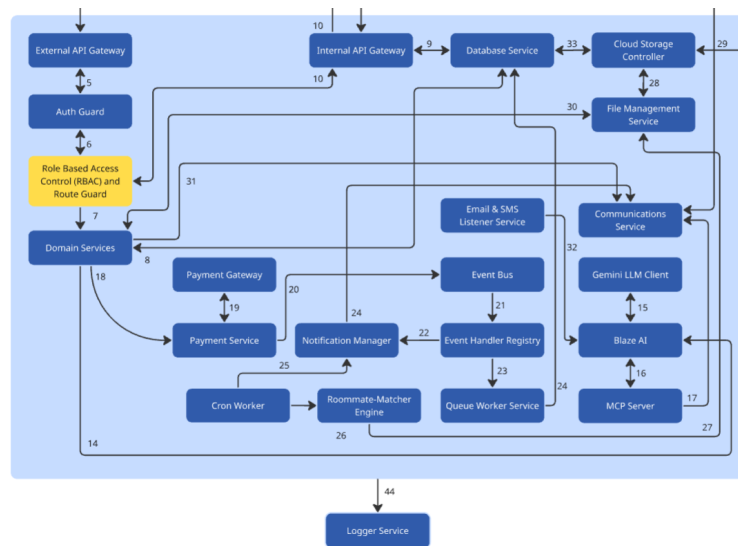 10
External API Gateway
Internal API Gateway
9
Database Service
33
Cloud Storage
Controller
29
5
10
28
Auth Guard
30
File Management
Service
6
Role Based Access
Control (RBAC) and
Route Guard
31
7
Email & SMS
Listener Service
Communications
Service
Domain Services
8
32
18
Payment Gateway
20
Event Bus
Gemini LLM Client
19
24
21
15
Payment Service
Notification Manager
22
Event Handler Registry
Blaze AI
25
23
24
16
Cron Worker
Roommate-Matcher
Engine
Queue Worker Service
MCP Server
17
14
26
27
44
Logger Service